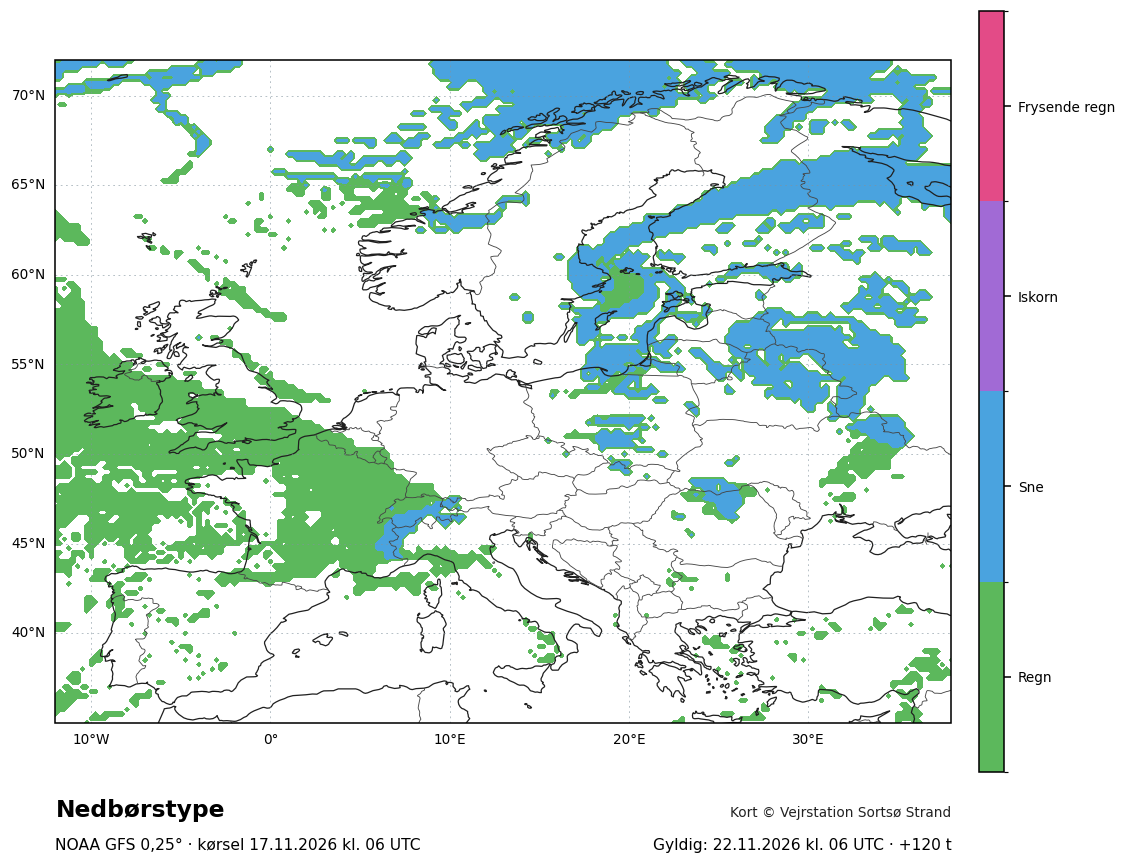 Frysende regn
Iskorn
Sne
Regn
70°N
65°N
60°N
55°N
50°N
45°N
40°N
10°W
0°
10°E
20°E
30°E
Nedbørstype
Kort © Vejrstation Sortsø Strand
NOAA GFS 0,25° · kørsel 17.11.2026 kl. 06 UTC
Gyldig: 22.11.2026 kl. 06 UTC · +120 t